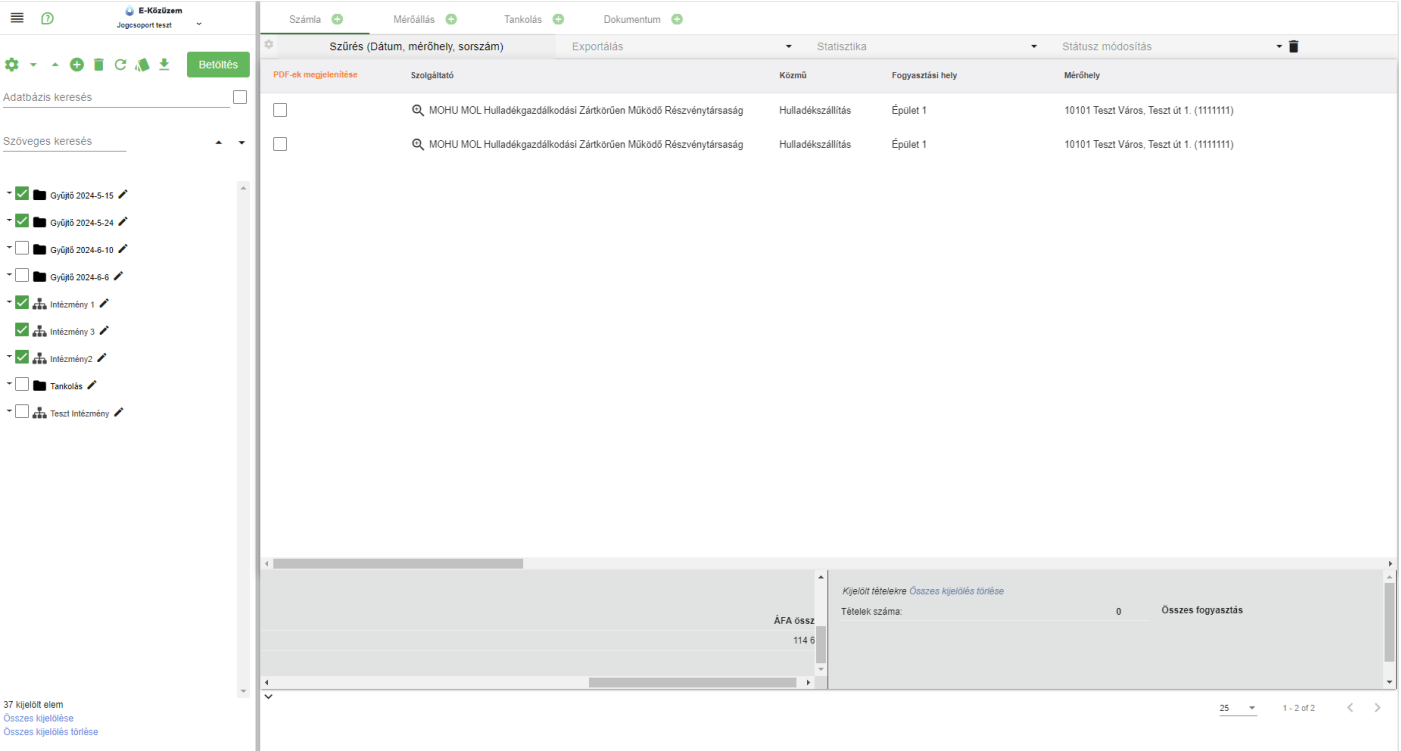 E-Közüzem
Jogcsoport teszt
Betöltés
Adatbázis keresés
Szöveges keresés
Gyűjtő 2024-5-15
Gyűjtő 2024-5-24
Gyűjtő 2024-6-10
Gyűjtő 2024-6-6
Intézmény 1
Intézmény 3
Intézmény2
Tankolás
Teszt Intézmény
37 kijelölt elem
Összes kijelölése
Összes kijelölés törlése
Számla Mérőállás Tankolás Dokumentum
Szűrés (Dátum, mérőhely, sorszám) Exportálás Statisztika Státusz módosítás
PDF-ek megjelenítése Szolgáltató Közmű Fogyasztási hely Mérőhely
MOHU MOL Hulladékgazdálkodási Zártkörűen Működő Részvénytársaság Hulladékszállítás Épület 1 10101 Teszt Város, Teszt út 1. (1111111)
MOHU MOL Hulladékgazdálkodási Zártkörűen Működő Részvénytársaság Hulladékszállítás Épület 1 10101 Teszt Város, Teszt út 1. (1111111)
ÁFA össz
114 6
Kijelölt tételekre Összes kijelölés törlése
Tételek száma: 0 Összes fogyasztás
25 1 - 2 of 2